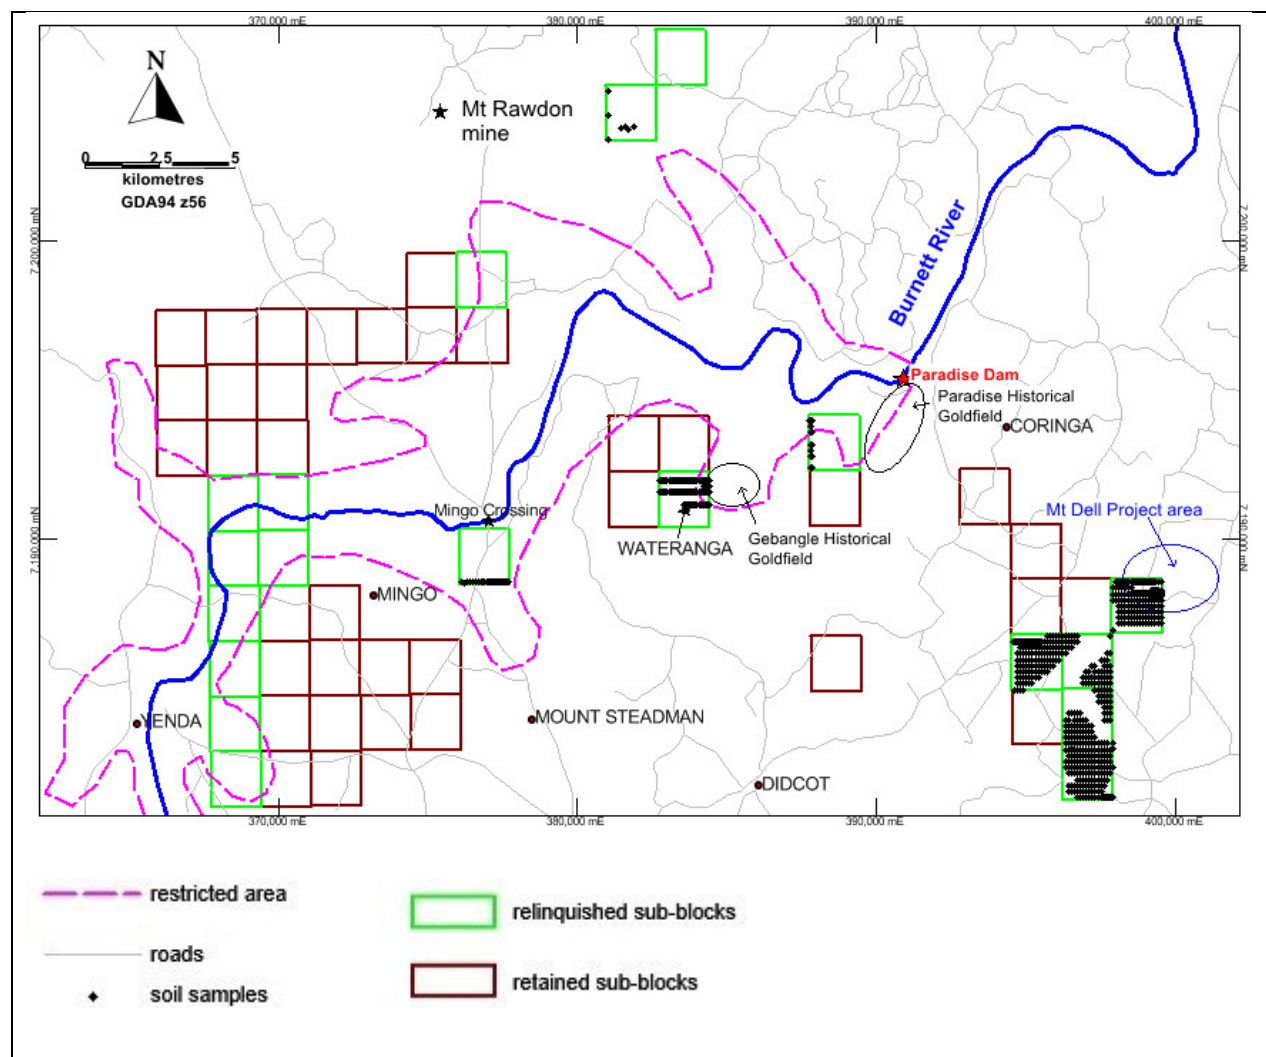 370,000 mE
380,000 mE
390,000 mE
400,000 mE
N
Mt Rawdon
mine
0 2.5 5
kilometres
GDA94 z56
7,200,000 mN
7,200,000 mN
Burnett River
Paradise Dam
Paradise Historical
Goldfield
CORINGA
Mingo Crossing
Mt Dell Project area
7,190,000 mN
7,190,000 mN
Gebangle Historical
Goldfield
WATERANGA
MINGO
YENDA
MOUNT STEADMAN
DIDCOT
370,000 mE
380,000 mE
390,000 mE
400,000 mE
restricted area
roads
soil samples
relinquished sub-blocks
retained sub-blocks